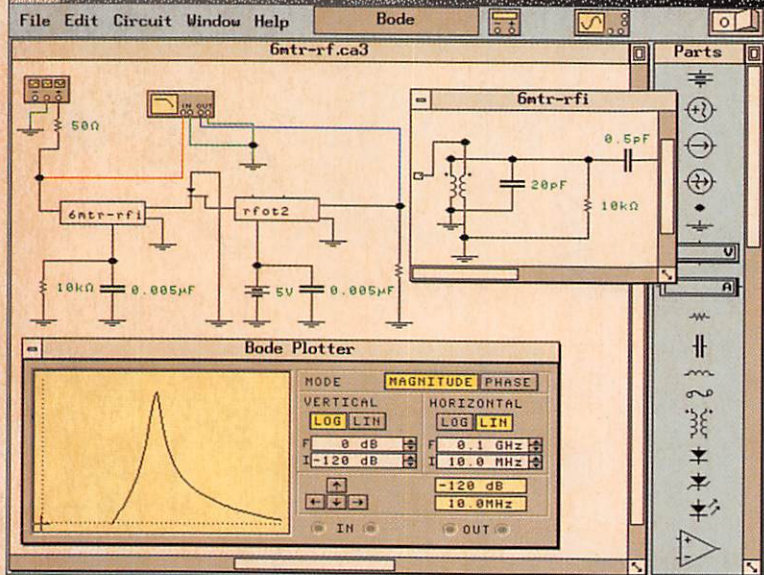 File Edit Circuit Window Help Bode
6mtr-rf.ca3
Parts
IN OUT
50Ω
6mtr-rfi
rfot2
10kΩ
0.005μF
5V
0.005μF
6mtr-rfi
0.5pF
20pF
10kΩ
V
A
Bode Plotter
MODE MAGNITUDE PHASE
VERTICAL HORIZONTAL
LOG LIN LOG LIN
F 0 dB F 0.1 GHz
I -120 dB I 10.0 MHz
-120 dB
10.0MHz
IN OUT